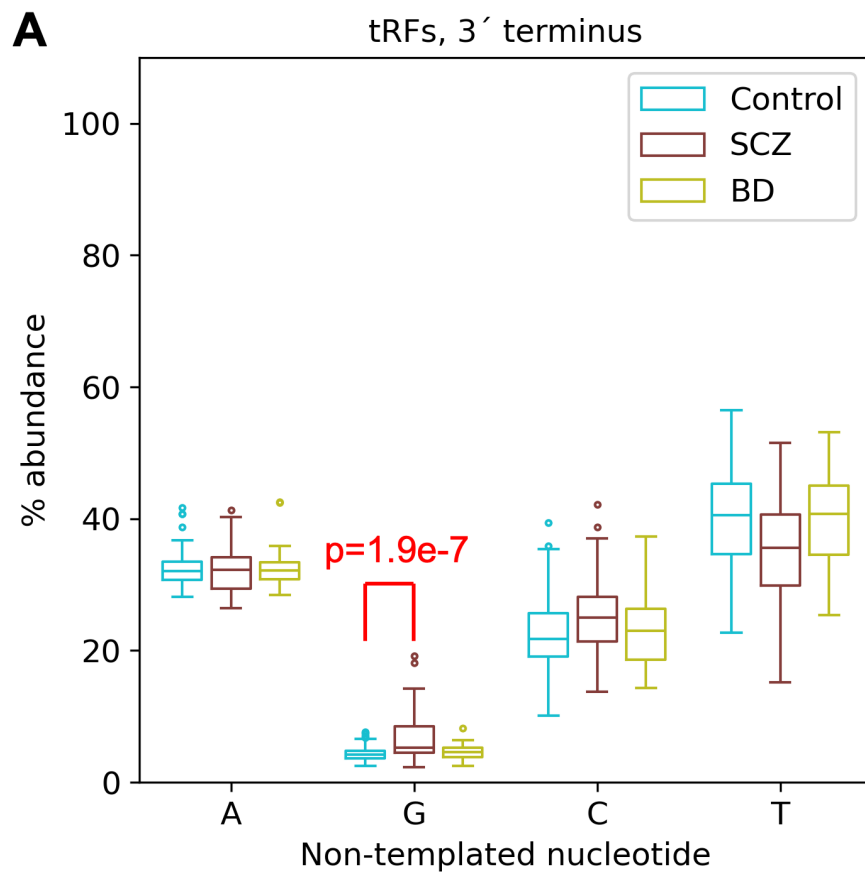 A
tRFs, 3´ terminus
Control
SCZ
BD
100
80
60
40
20
0
% abundance
p=1.9e-7
A
G
C
T
Non-templated nucleotide